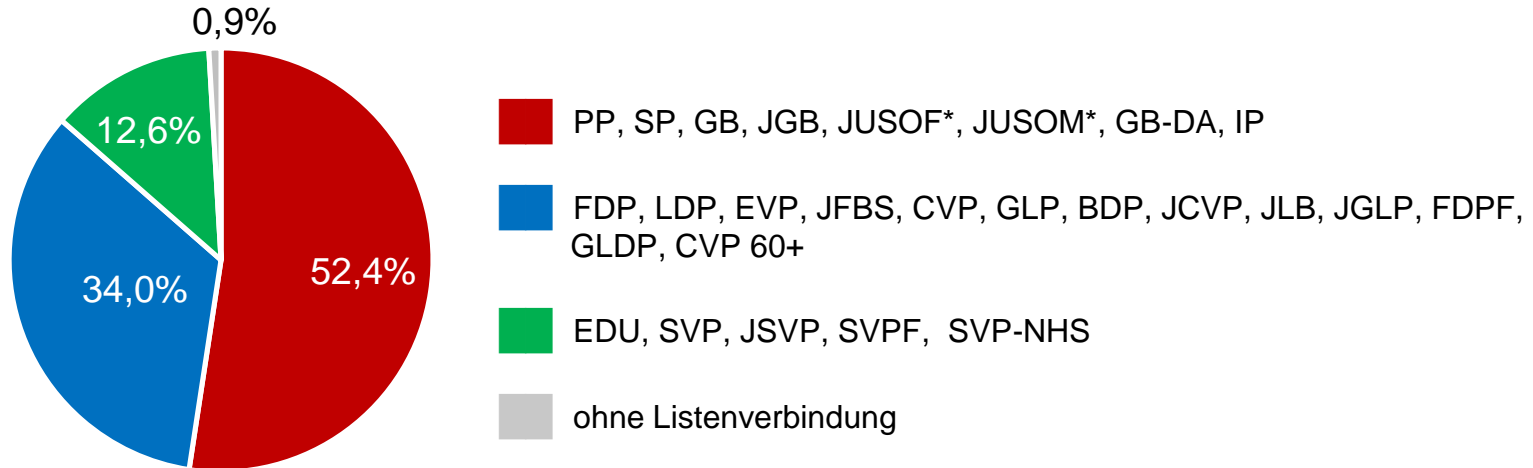 0,9%
12,6%
34,0%
52,4%
PP, SP, GB, JGB, JUSOF*, JUSOM*, GB-DA, IP
FDP, LDP, EVP, JFBS, CVP, GLP, BDP, JCVP, JLB, JGLP, FDPF,
GLDP, CVP 60+
EDU, SVP, JSVP, SVPF, SVP-NHS
ohne Listenverbindung